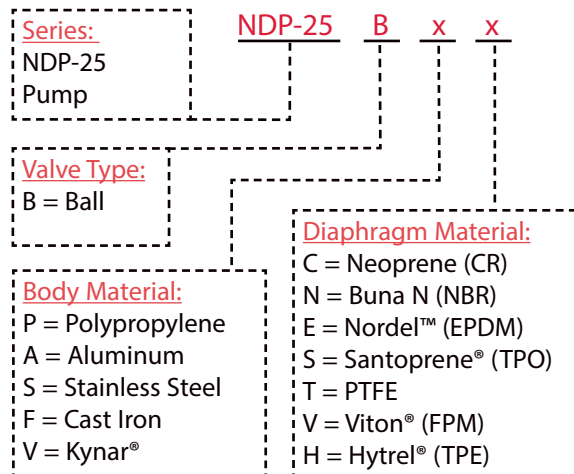 NDP-25 B x x
Series:
NDP-25
Pump
Valve Type:
B = Ball
Body Material:
P = Polypropylene
A = Aluminum
S = Stainless Steel
F = Cast Iron
V = Kynar®
Diaphragm Material:
C = Neoprene (CR)
N = Buna N (NBR)
E = Nordel™ (EPDM)
S = Santoprene® (TPO)
T = PTFE
V = Viton® (FPM)
H = Hytrel® (TPE)